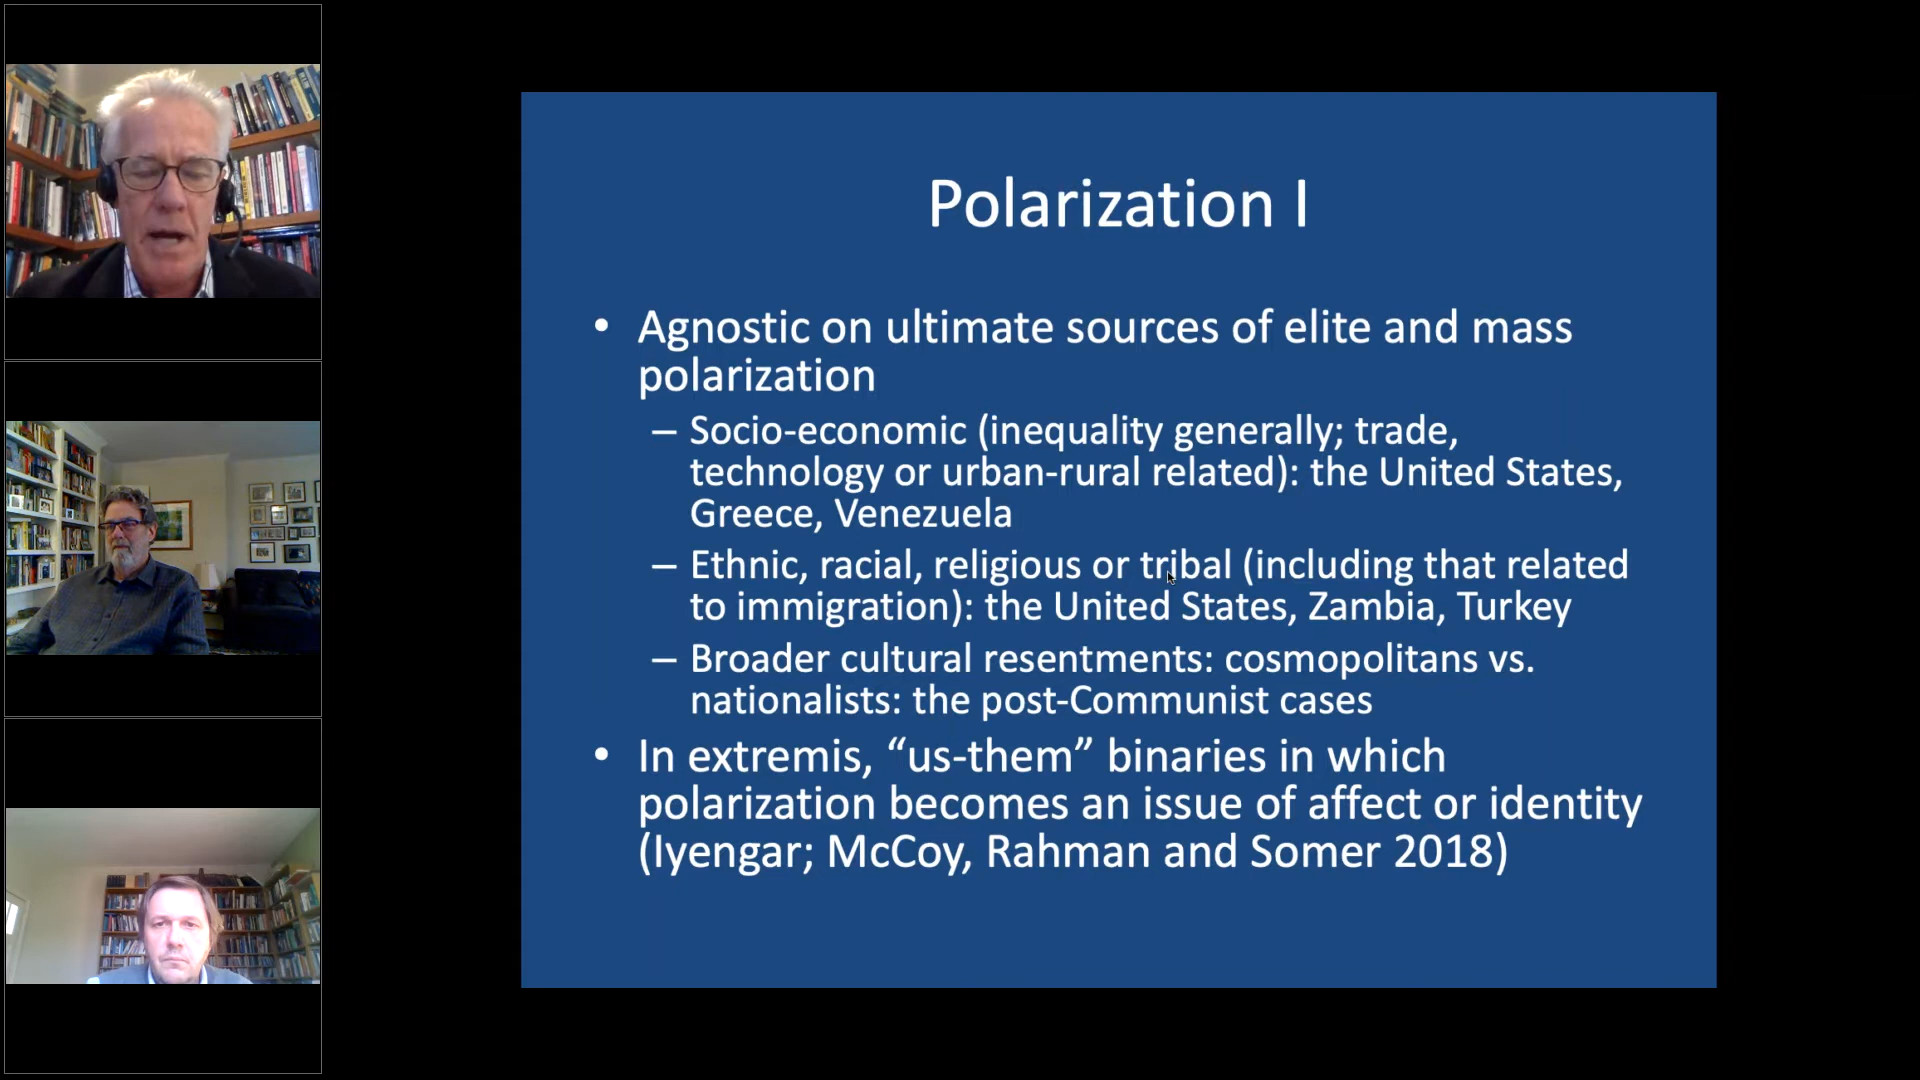 Polarization I
• Agnostic on ultimate sources of elite and mass
polarization
– Socio-economic (inequality generally; trade,
technology or urban-rural related): the United States,
Greece, Venezuela
– Ethnic, racial, religious or tribal (including that related
to immigration): the United States, Zambia, Turkey
– Broader cultural resentments: cosmopolitans vs.
nationalists: the post-Communist cases
• In extremis, “us-them” binaries in which
polarization becomes an issue of affect or identity
(Iyengar; McCoy, Rahman and Somer 2018)